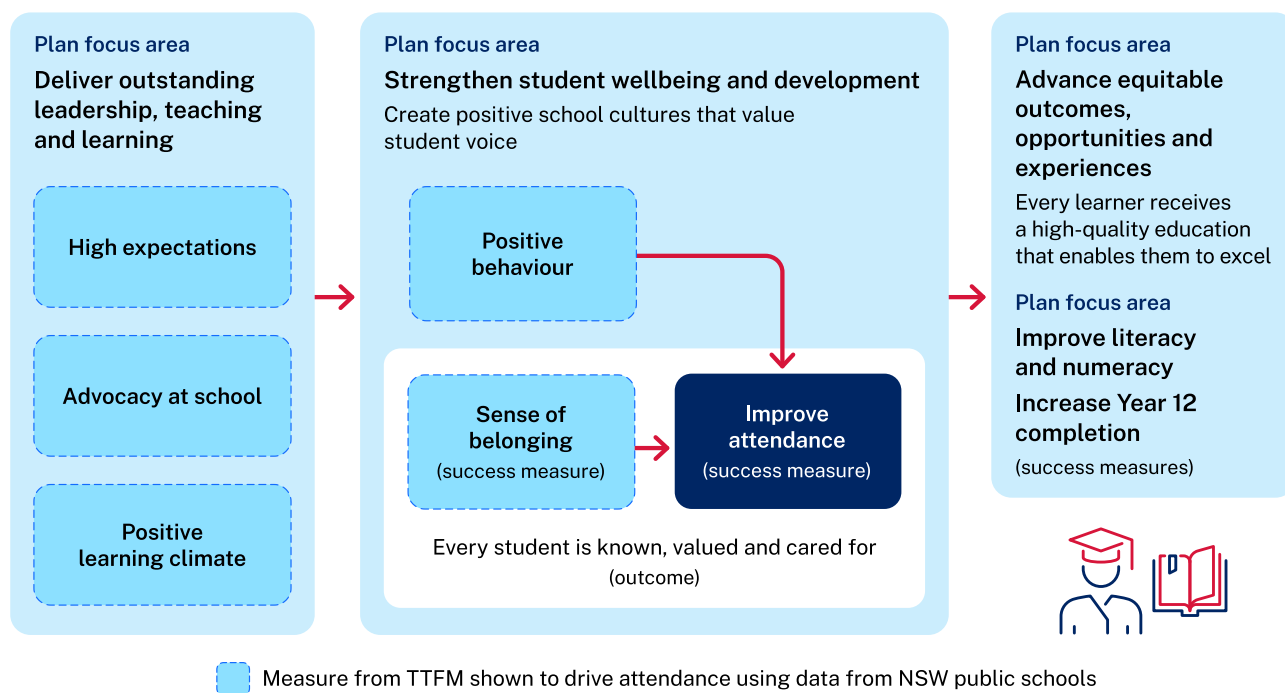 Plan focus area
Deliver outstanding
leadership, teaching
and learning
High expectations
Advocacy at school
Positive
learning climate
Plan focus area
Strengthen student wellbeing and development
Create positive school cultures that value
student voice
Positive
behaviour
Sense of
belonging
(success measure)
Improve
attendance
(success measure)
Every student is known, valued and cared for
(outcome)
Plan focus area
Advance equitable
outcomes,
opportunities and
experiences
Every learner receives
a high-quality education
that enables them to excel
Plan focus area
Improve literacy
and numeracy
Increase Year 12
completion
(success measures)
Measure from TTFM shown to drive attendance using data from NSW public schools